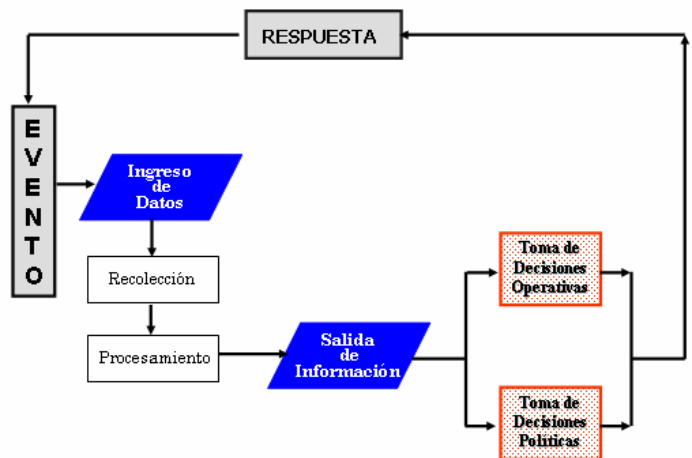 RESPUESTA
E
V
E
N
T
O
Ingreso
de
Datos
Recolección
Procesamiento
Salida
de
Información
Toma de
Decisiones
Operativas
Toma de
Decisiones
Políticas